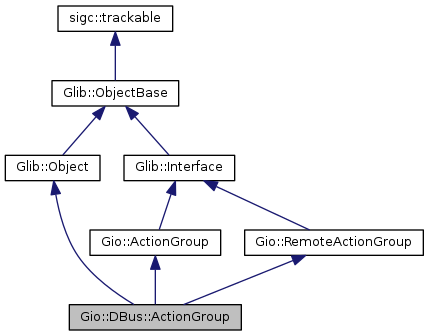 sigc::trackable
Glib::ObjectBase
Glib::Object
Glib::Interface
Gio::ActionGroup
Gio::RemoteActionGroup
Gio::DBus::ActionGroup